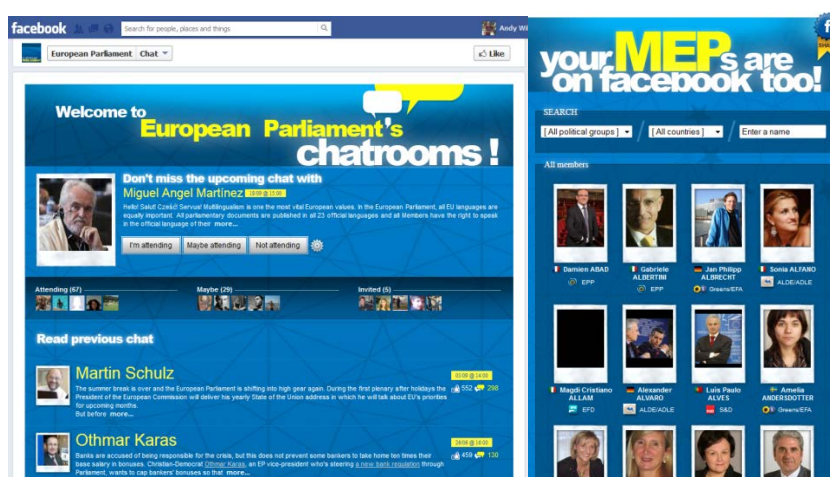 facebook
Search for people, places and things
Andy Wi
European Parliament
Chat
Like
Welcome to
European Parliament's
chatrooms !
Don't miss the upcoming chat with
Miguel Angel Martinez
Hello! Salut! Cześć! Servus! Multilingualism is one the most vital European values. In the European Parliament, all EU languages are
equally important. All parliamentary documents are published in all 23 official languages and all Members have the right to speak
in the official language of their more...
I'm attending
Maybe attending
Not attending
Attending (67)
Maybe (29)
Invited (5)
Read previous chat
Martin Schulz
The summer break is over and the European Parliament is shifting into high gear again. During the first plenary after holidays the
President of the European Commission will deliver his yearly State of the Union address in which he will talk about EU's priorities
for upcoming months.
But before more...
552 298
Othmar Karas
Banks are accused of being responsible for the crisis, but this does not prevent some bankers to take home ten times their
base salary in bonuses. Christian-Democrat Othmar Karas, an EP vice-president who's steering a new bank regulation through
Parliament, wants to cap bankers' bonuses so that more...
459 130
your MEPs are
on facebook too!
SEARCH
[ All political groups ]
/
[ All countries ]
/
Enter a name
All members
Damien ABAD
EPP
Gabriele
ALBERTINI
EPP
Jan Philipp
ALBRECHT
Greens/EFA
Sonia ALFANO
ALDE/ADLE
Magdi Cristiano
ALLAM
EFD
Alexander
ALVARO
ALDE/ADLE
Luís Paulo
ALVES
S&D
Amelia
ANDERSDOTTER
Greens/EFA